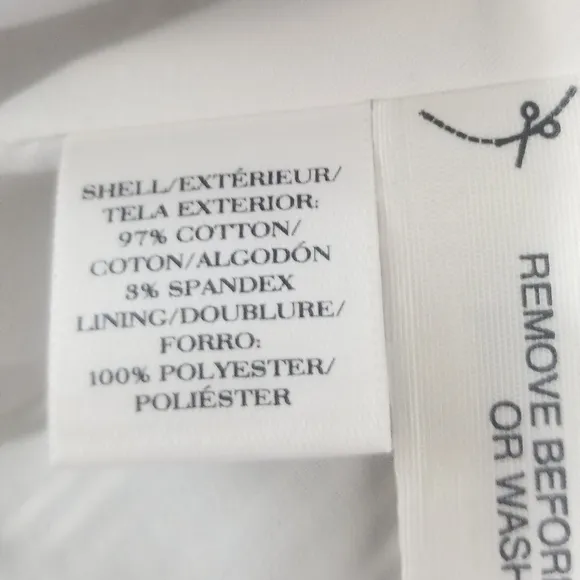 SHELL/EXTÉRIEUR/
TELA EXTERIOR:
97% COTTON/
COTON/ALGODÓN
3% SPANDEX
LINING/DOUBLURE/
FORRO:
100% POLYESTER/
POLIÉSTER
REMOVE BEFOR
OR WASH